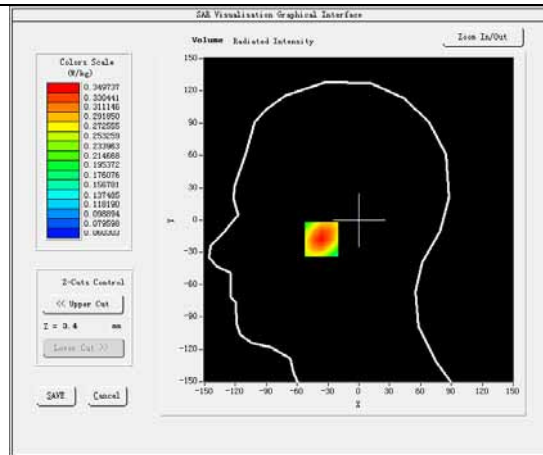 SAR Visualisation Graphical Interface
Volume Radiated Intensity
Zoom In/Out
Colors Scale
(W/kg)
0.349737
0.330441
0.311146
0.291850
0.272555
0.253259
0.233963
0.214668
0.195372
0.176076
0.156781
0.137485
0.118190
0.098894
0.079598
0.060303
Z-Cuts Control
<< Upper Cut
Z = 3.4 mm
Lower Cut >>
SAVE Cancel
150
120
90
60
30
0
-30
-60
-90
-120
-150
Y
-150 -120 -90 -60 -30 0 30 60 90 120 150
X